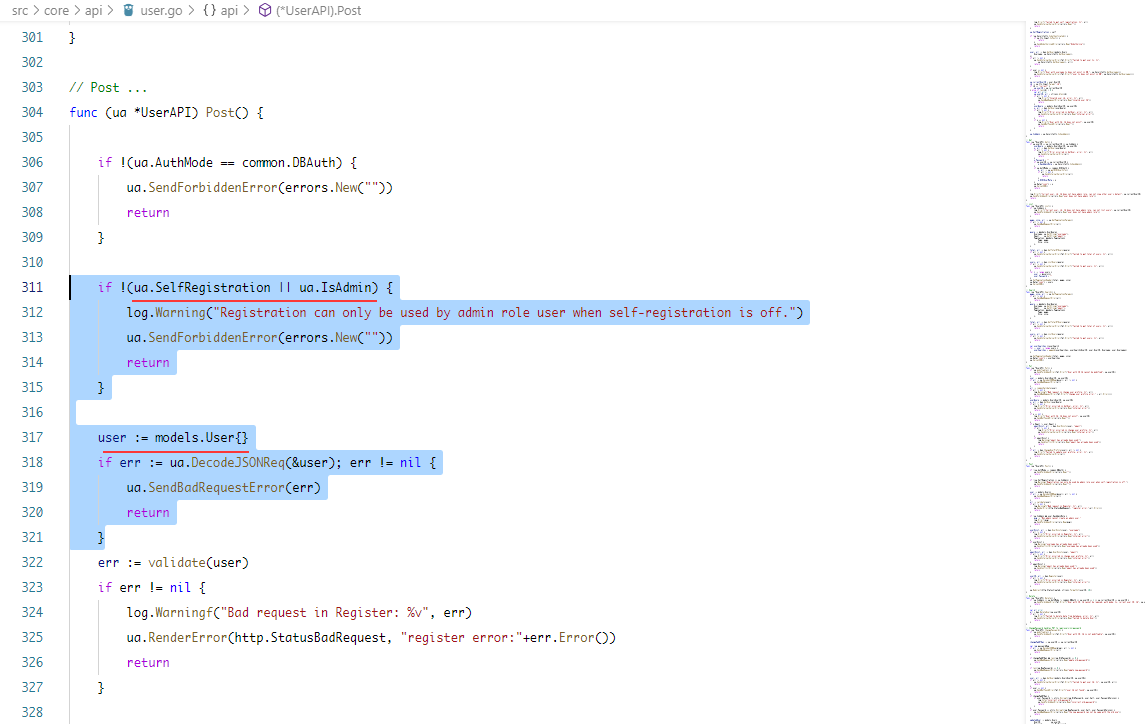 src > core > api > user.go > {} api > (*UserAPI).Post
301 }
302
303 // Post ...
304 func (ua *UserAPI) Post() {
305
306 if !(ua.AuthMode == common.DBAuth) {
307 ua.SendForbiddenError(errors.New(""))
308 return
309 }
310
311 if !(ua.SelfRegistration || ua.IsAdmin) {
312 log.Warning("Registration can only be used by admin role user when self-registration is off.")
313 ua.SendForbiddenError(errors.New(""))
314 return
315 }
316
317 user := models.User{}
318 if err := ua.DecodeJSONReq(&user); err != nil {
319 ua.SendBadRequestError(err)
320 return
321 }
322 err := validate(user)
323 if err != nil {
324 log.Warningf("Bad request in Register: %v", err)
325 ua.RenderError(http.StatusBadRequest, "register error:"+err.Error())
326 return
327 }
328